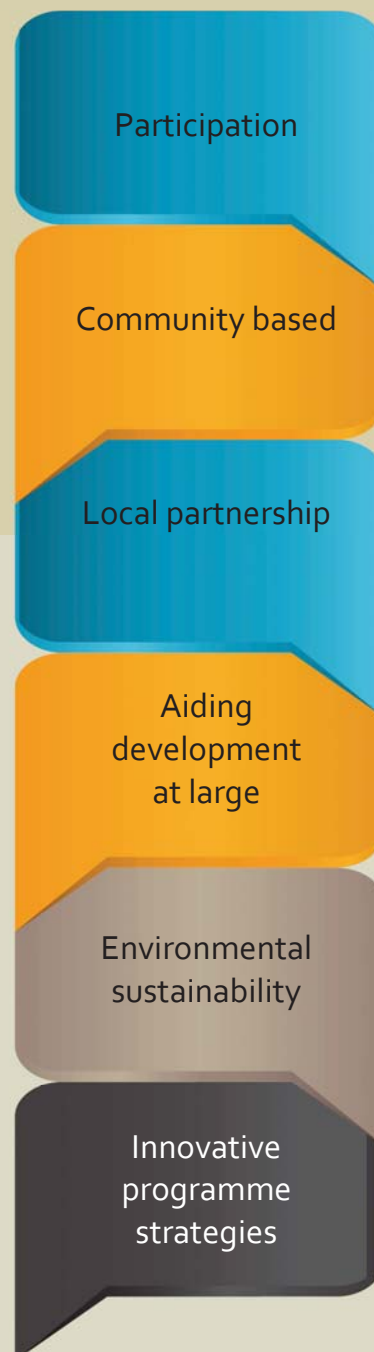 Participation
Community based
Local partnership
Aiding
development
at large
Environmental
sustainability
Innovative
programme
strategies